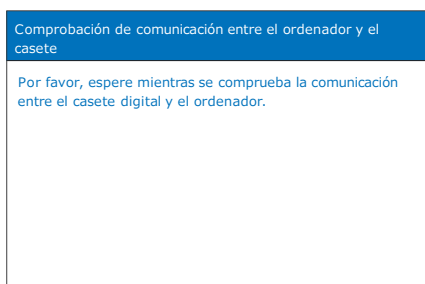 Comprobación de comunicación entre el ordenador y el
casete
Por favor, espere mientras se comprueba la comunicación
entre el casete digital y el ordenador.